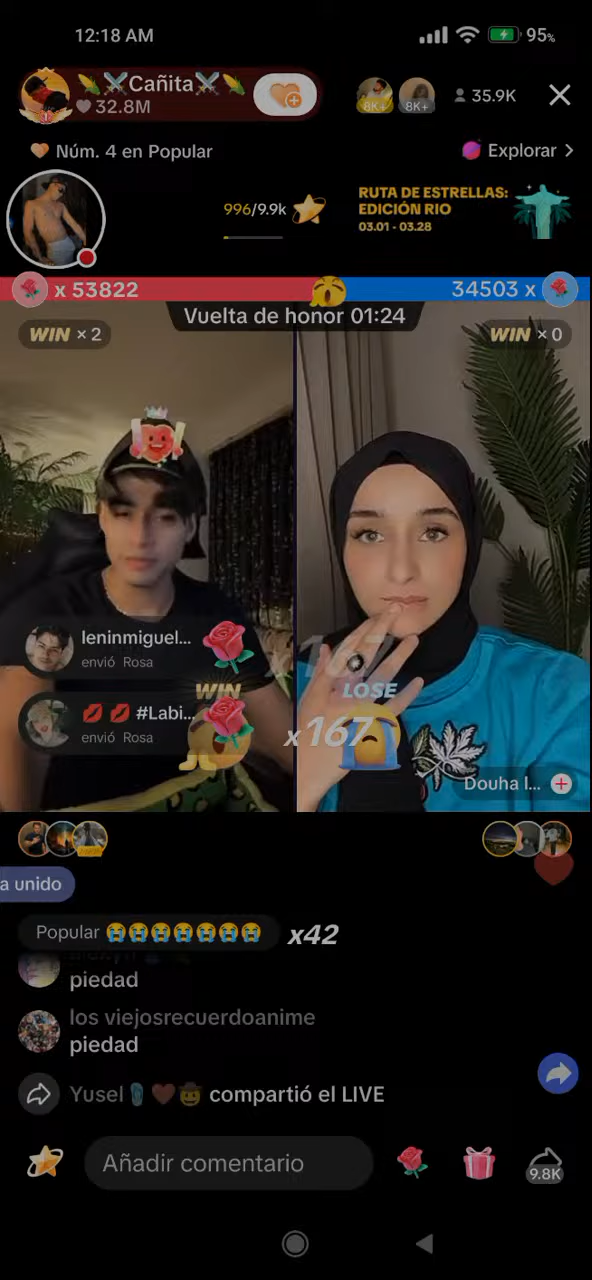 12:18 AM
95%
🌽⚔️Cañita⚔️🌽
32.8M
8K+
8K+
35.9K
Núm. 4 en Popular
Explorar >
996/9.9k
RUTA DE ESTRELLAS:
EDICIÓN RIO
03.01 - 03.28
x 53822
34503 x
Vuelta de honor 01:24
WIN × 2
WIN × 0
leninmiguel...
envió Rosa
x167
WIN
LOSE
💋 💋 #Labi...
envió Rosa
x167
Douha l...
a unido
Popular 😭😭😭😭😭😭😭
x42
piedad
los viejosrecuerdoanime
piedad
Yusel🩴❤️🤠 compartió el LIVE
Añadir comentario
9.8K